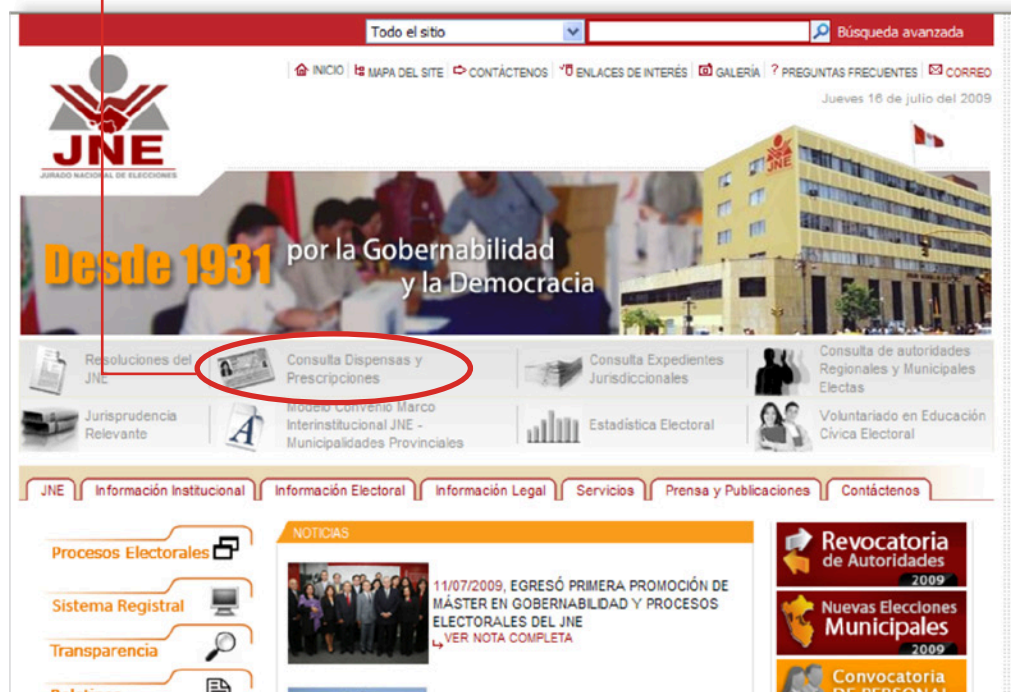 Todo el sitio
Búsqueda avanzada
INICIO
MAPA DEL SITE
CONTÁCTENOS
ENLACES DE INTERÉS
GALERÍA
PREGUNTAS FRECUENTES
CORREO
Jueves 16 de julio del 2009
JNE
JURADO NACIONAL DE ELECCIONES
JNE
Desde 1931
por la Gobernabilidad
y la Democracia
Resoluciones del
JNE
Consulta Dispensas y
Prescripciones
Consulta Expedientes
Jurisdiccionales
Consulta de autoridades
Regionales y Municipales
Electas
Jurisprudencia
Relevante
Modelo Convenio Marco
Interinstitucional JNE -
Municipalidades Provinciales
Estadística Electoral
Voluntariado en Educación
Cívica Electoral
JNE
Información Institucional
Información Electoral
Información Legal
Servicios
Prensa y Publicaciones
Contáctenos
Procesos Electorales
Sistema Registral
Transparencia
NOTICIAS
11/07/2009, EGRESÓ PRIMERA PROMOCIÓN DE
MÁSTER EN GOBERNABILIDAD Y PROCESOS
ELECTORALES DEL JNE
VER NOTA COMPLETA
Revocatoria
de Autoridades
2009
Nuevas Elecciones
Municipales
2009
Convocatoria